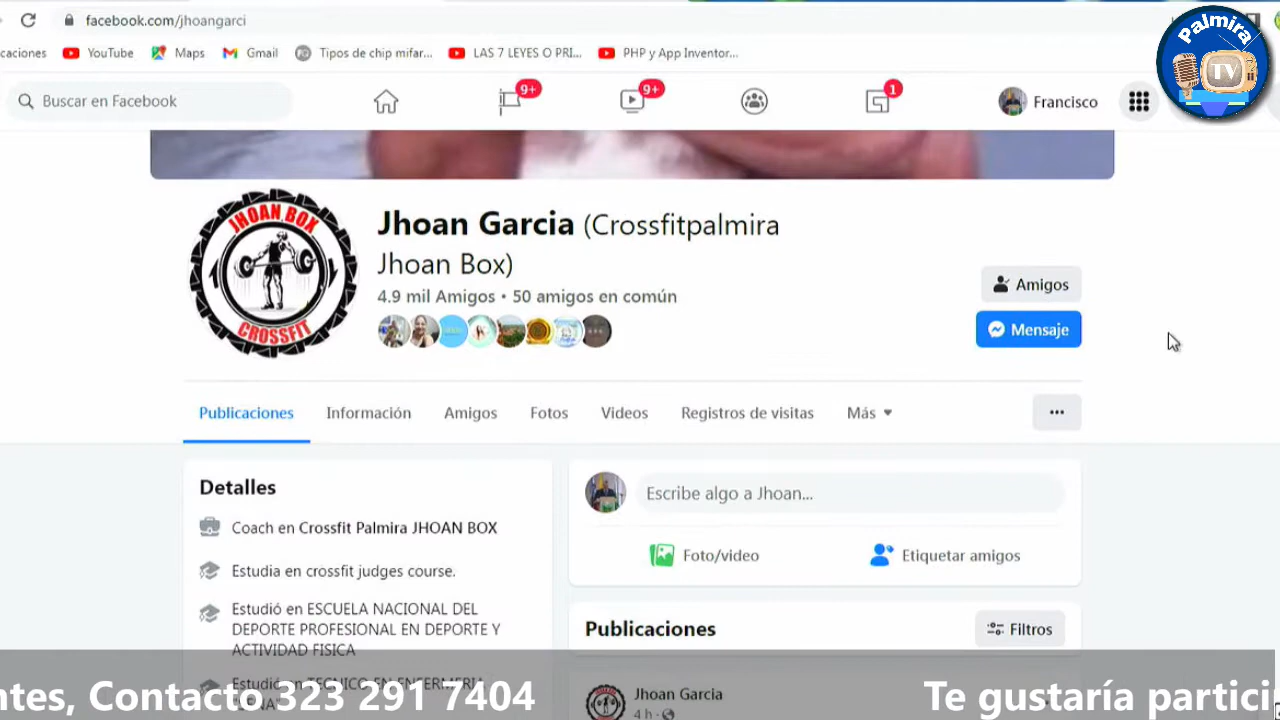 facebook.com/jhoangarci
caciones YouTube Maps Gmail Tipos de chip mifar... LAS 7 LEYES O PRI... PHP y App Inventor...
Palmira
TV
Buscar en Facebook 9+ 9+ 1 Francisco
JHOAN BOX
CROSSFIT
Jhoan Garcia (Crossfitpalmira
Jhoan Box)
4.9 mil Amigos • 50 amigos en común
Amigos
Mensaje
Publicaciones Información Amigos Fotos Videos Registros de visitas Más
Detalles
Coach en Crossfit Palmira JHOAN BOX
Estudia en crossfit judges course.
Estudió en ESCUELA NACIONAL DEL
DEPORTE PROFESIONAL EN DEPORTE Y
ACTIVIDAD FISICA
Estudió en TECNICO EN ENFERMERIA
Escribe algo a Jhoan...
Foto/video Etiquetar amigos
Publicaciones Filtros
Jhoan Garcia
4 h
ntes, Contacto 323 291 7404 Te gustaría partici